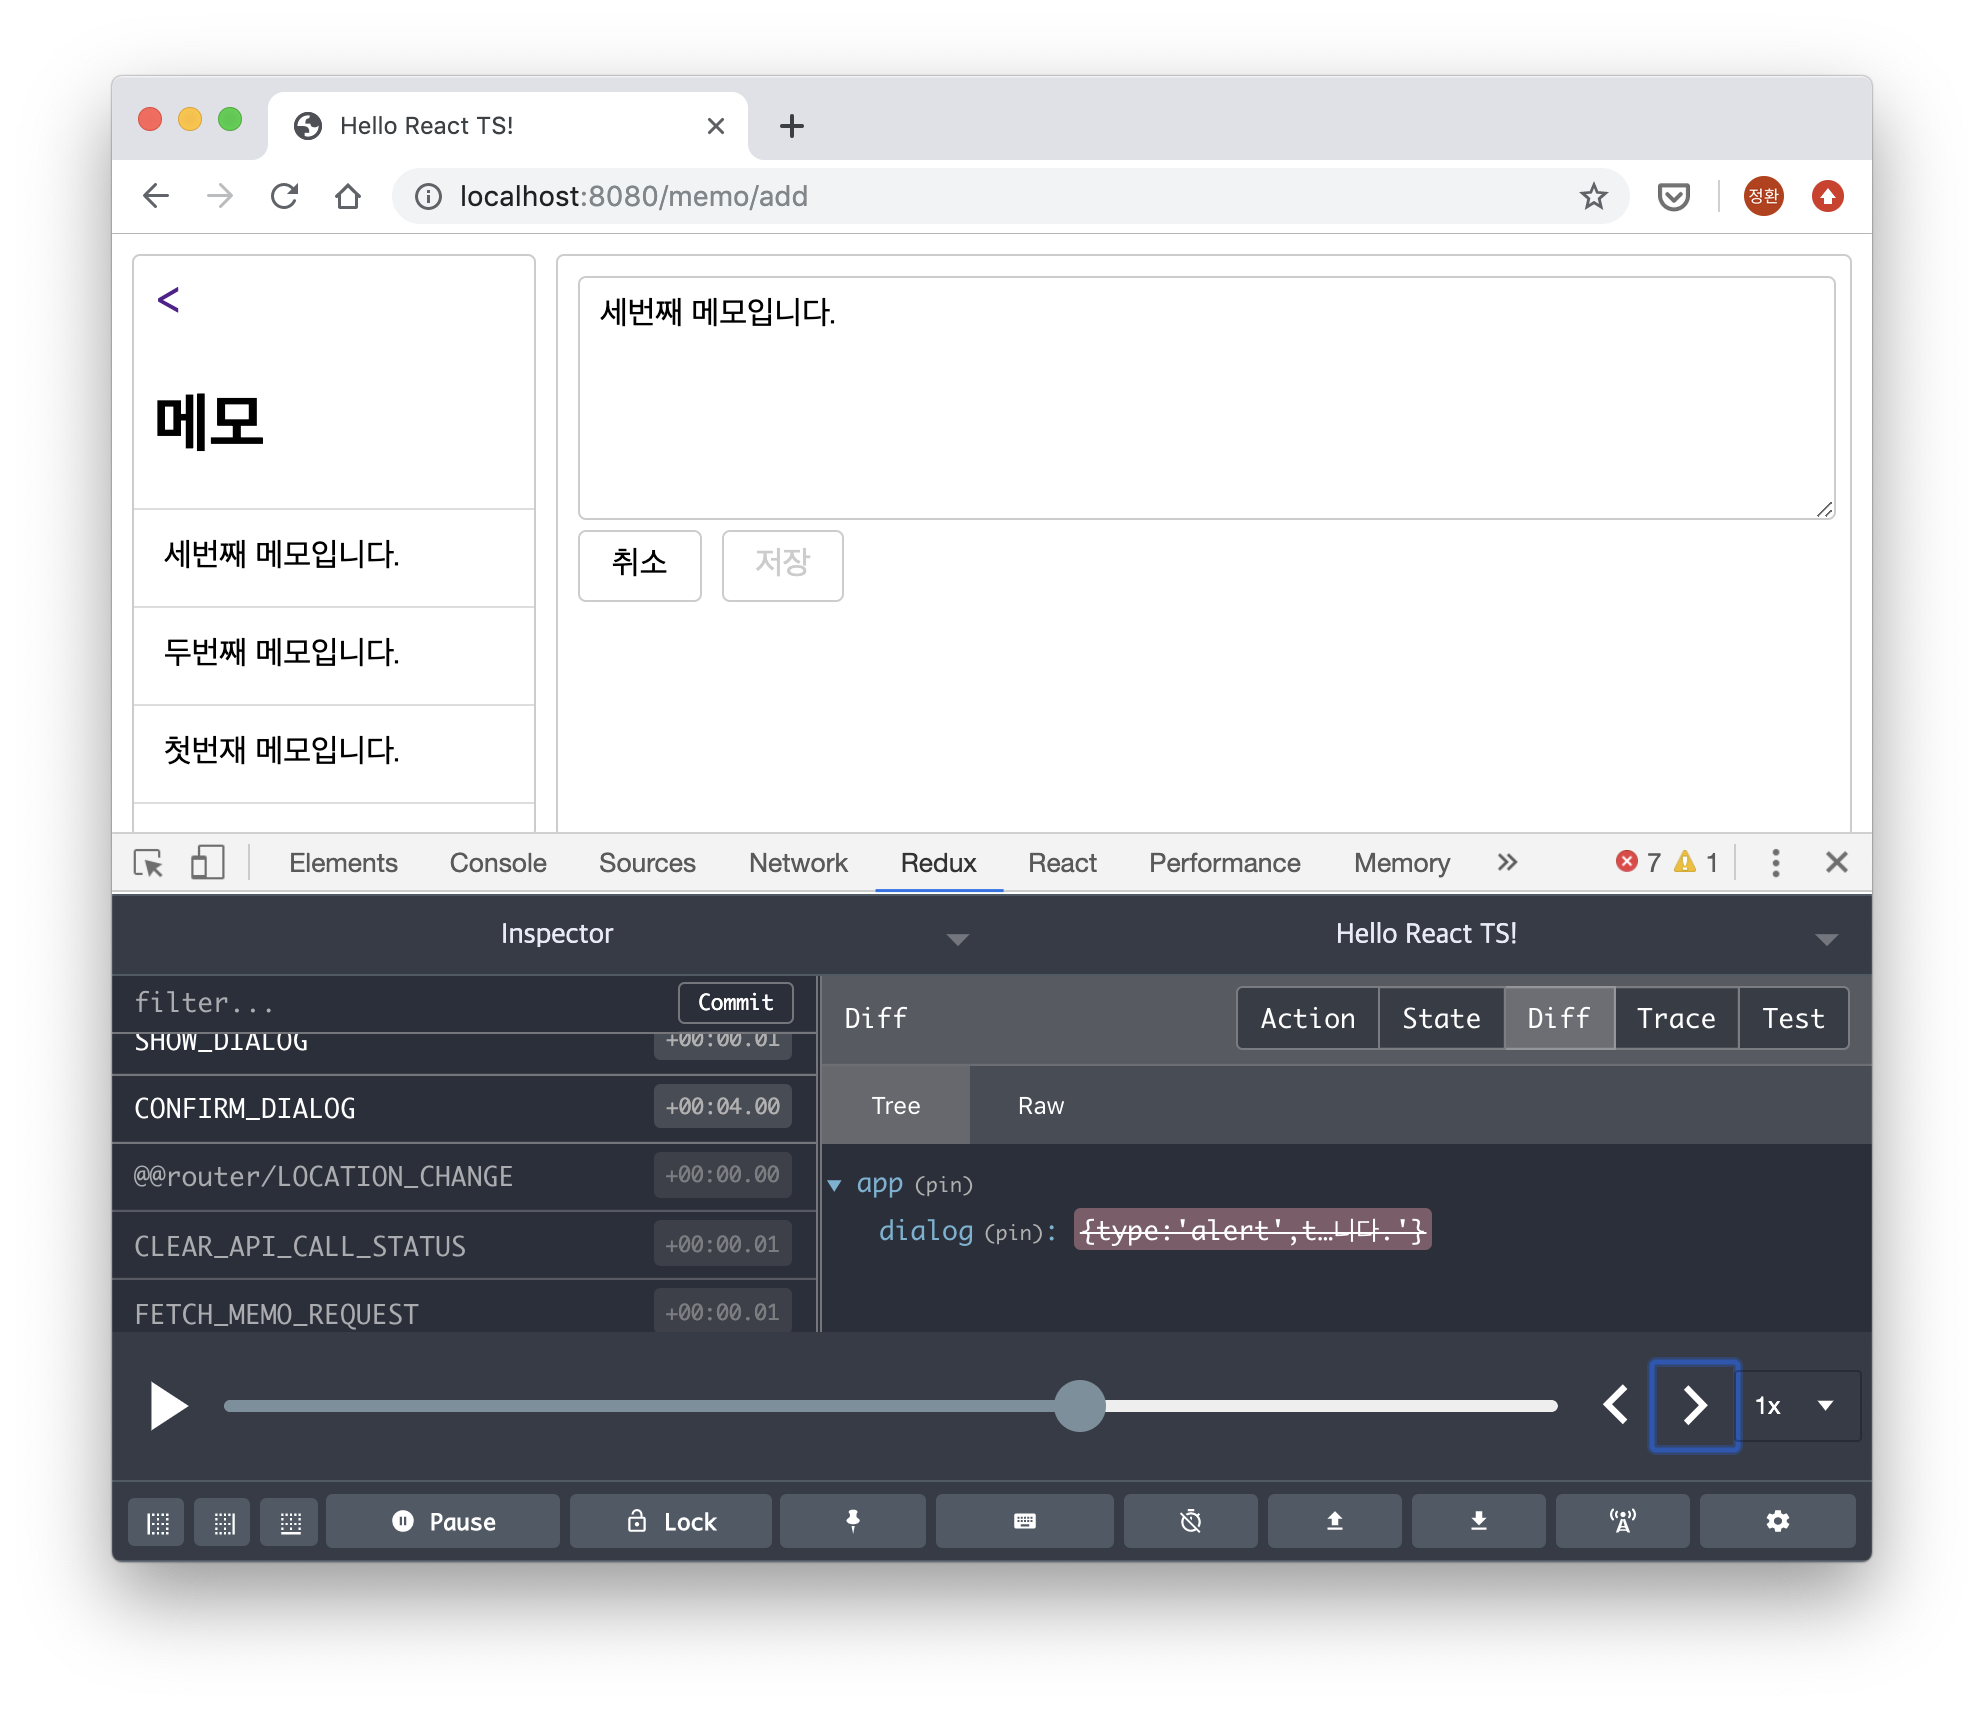 Hello React TS!
localhost:8080/memo/add
정환
<
메모
세번째 메모입니다.
두번째 메모입니다.
첫번재 메모입니다.
세번째 메모입니다.
취소 저장
Elements Console Sources Network Redux React Performance Memory » 7 1
Inspector Hello React TS!
filter... Commit
SHOW_DIALOG +00:00.01
CONFIRM_DIALOG +00:04.00
@@router/LOCATION_CHANGE +00:00.00
CLEAR_API_CALL_STATUS +00:00.01
FETCH_MEMO_REQUEST +00:00.01
Diff Action State Diff Trace Test
Tree Raw
app (pin)
dialog (pin): {type:'alert',t…니다.'}
1x
Pause Lock